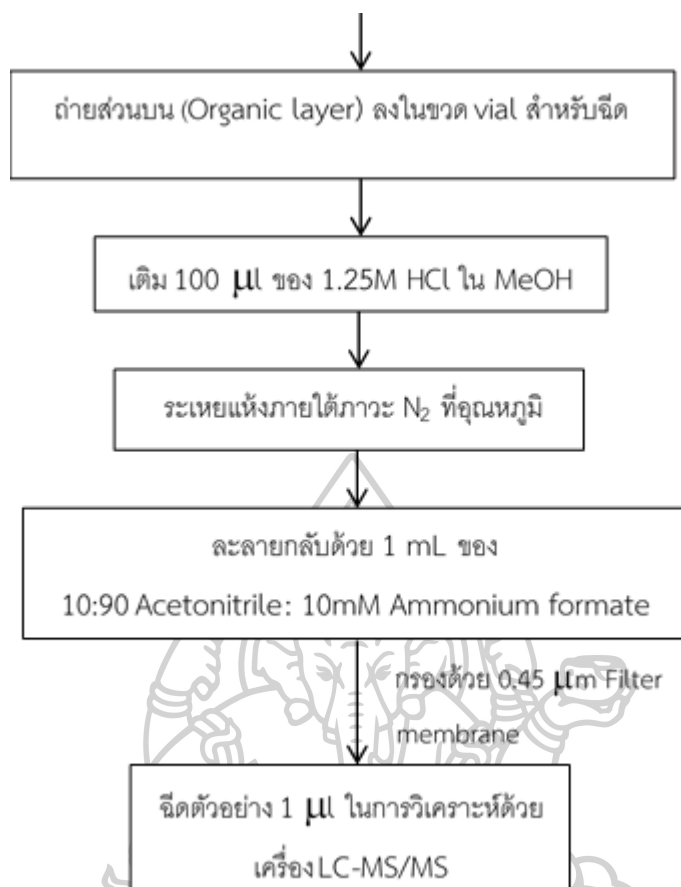 ถ่ายส่วนบน (Organic layer) ลงในขวด vial สำหรับฉีด
เติม 100 µl ของ 1.25M HCl ใน MeOH
ระเหยแห้งภายใต้ภาวะ N₂ ที่อุณหภูมิ
ละลายกลับด้วย 1 mL ของ
10:90 Acetonitrile: 10mM Ammonium formate
กรองด้วย 0.45 µm Filter
membrane
ฉีดตัวอย่าง 1 µl ในการวิเคราะห์ด้วย
เครื่อง LC-MS/MS